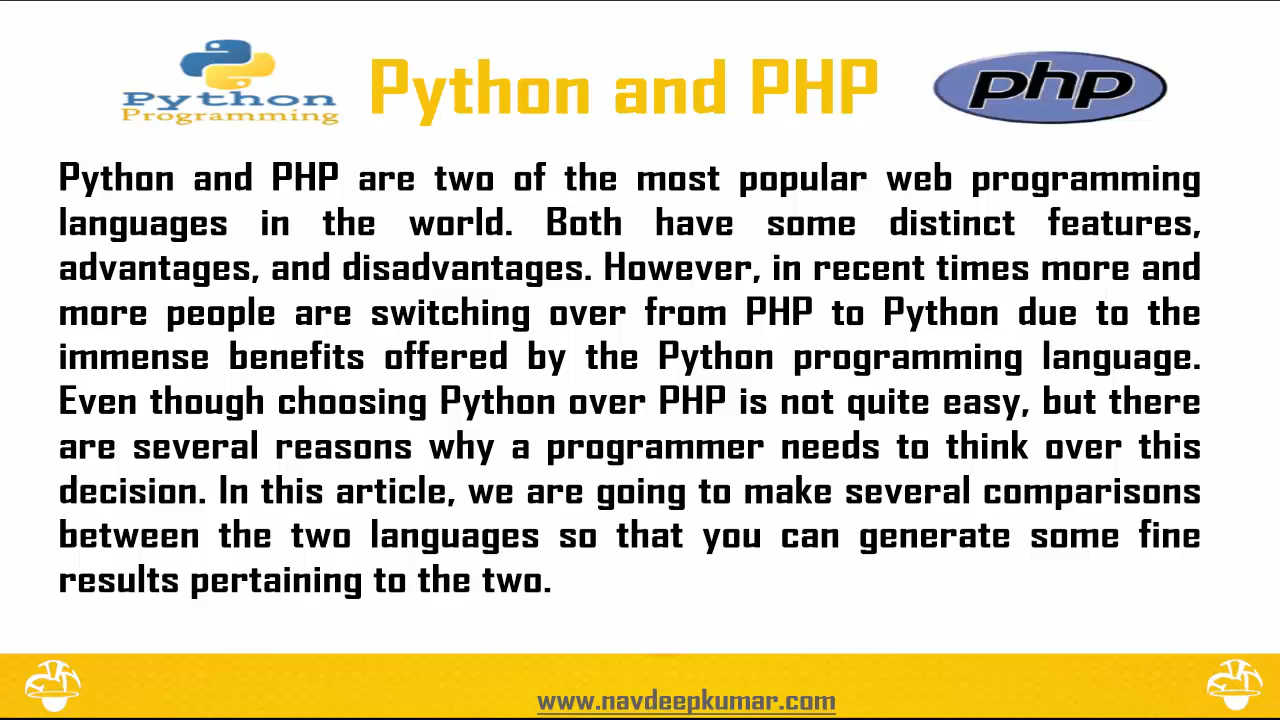 Python
Programming
Python and PHP
php
Python and PHP are two of the most popular web programming
languages in the world. Both have some distinct features,
advantages, and disadvantages. However, in recent times more and
more people are switching over from PHP to Python due to the
immense benefits offered by the Python programming language.
Even though choosing Python over PHP is not quite easy, but there
are several reasons why a programmer needs to think over this
decision. In this article, we are going to make several comparisons
between the two languages so that you can generate some fine
results pertaining to the two.
www.navdeepkumar.com